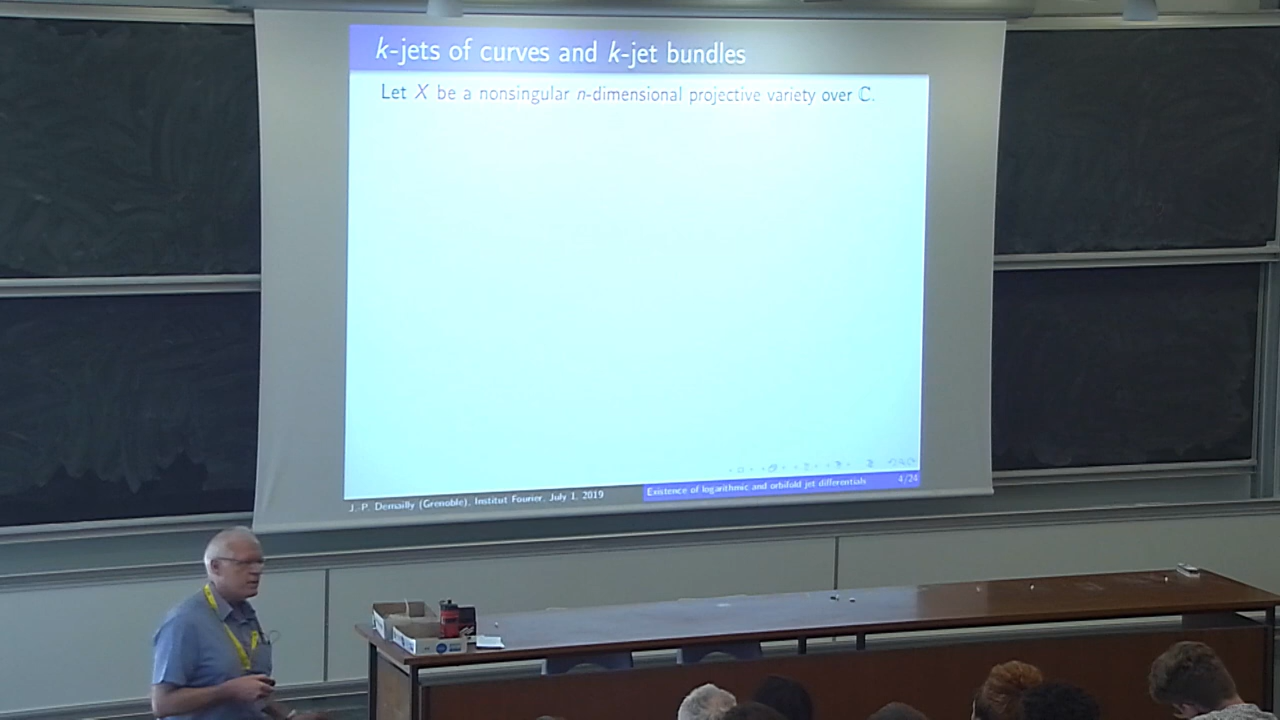 k-jets of curves and k-jet bundles
Let X be a nonsingular n-dimensional projective variety over ℂ.
J.-P. Demailly (Grenoble), Institut Fourier, July 1, 2019
Existence of logarithmic and orbifold jet differentials
4/24